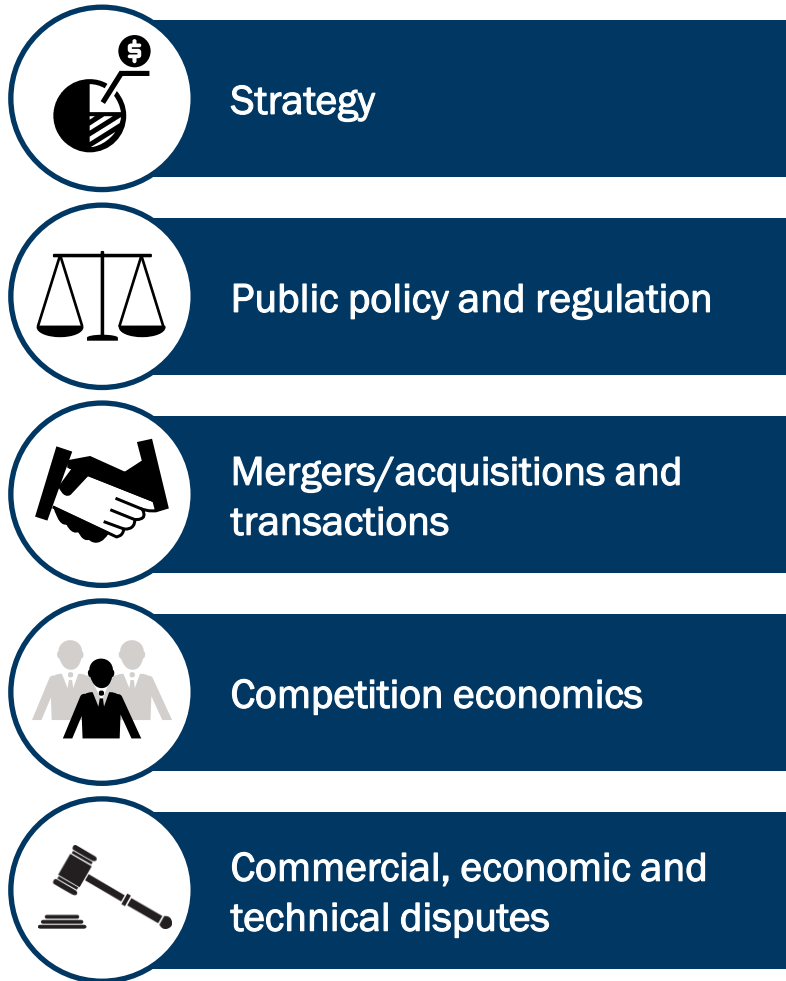 $
Strategy
Public policy and regulation
Mergers/acquisitions and
transactions
Competition economics
Commercial, economic and
technical disputes